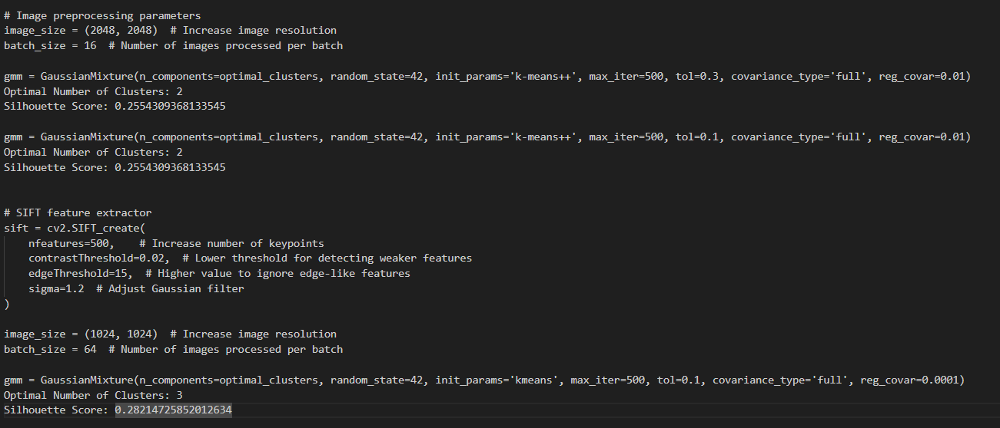 # Image preprocessing parameters
image_size = (2048, 2048)  # Increase image resolution
batch_size = 16  # Number of images processed per batch
gmm = GaussianMixture(n_components=optimal_clusters, random_state=42, init_params='k-means++', max_iter=500, tol=0.3, covariance_type='full', reg_covar=0.01)
Optimal Number of Clusters: 2
Silhouette Score: 0.2554309368133545
gmm = GaussianMixture(n_components=optimal_clusters, random_state=42, init_params='k-means++', max_iter=500, tol=0.1, covariance_type='full', reg_covar=0.01)
Optimal Number of Clusters: 2
Silhouette Score: 0.2554309368133545
# SIFT feature extractor
sift = cv2.SIFT_create(
    nfeatures=500,    # Increase number of keypoints
    contrastThreshold=0.02,  # Lower threshold for detecting weaker features
    edgeThreshold=15,  # Higher value to ignore edge-like features
    sigma=1.2  # Adjust Gaussian filter
)
image_size = (1024, 1024)  # Increase image resolution
batch_size = 64  # Number of images processed per batch
gmm = GaussianMixture(n_components=optimal_clusters, random_state=42, init_params='kmeans', max_iter=500, tol=0.1, covariance_type='full', reg_covar=0.0001)
Optimal Number of Clusters: 3
Silhouette Score: 0.28214725852012634